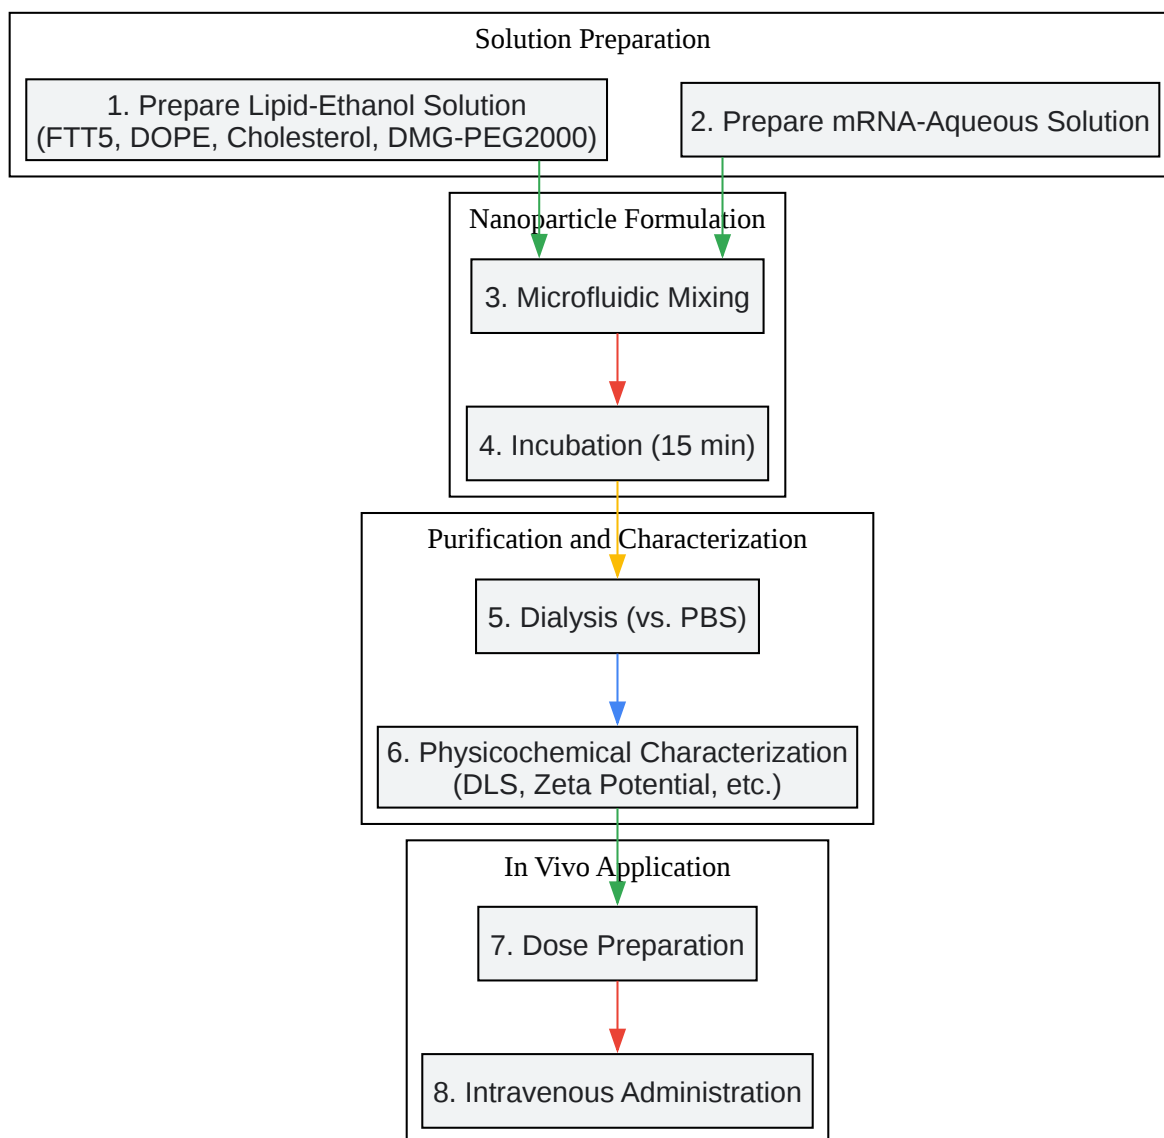 Solution Preparation
1. Prepare Lipid-Ethanol Solution
(FTT5, DOPE, Cholesterol, DMG-PEG2000)
2. Prepare mRNA-Aqueous Solution
Nanoparticle Formulation
3. Microfluidic Mixing
4. Incubation (15 min)
Purification and Characterization
5. Dialysis (vs. PBS)
6. Physicochemical Characterization
(DLS, Zeta Potential, etc.)
In Vivo Application
7. Dose Preparation
8. Intravenous Administration